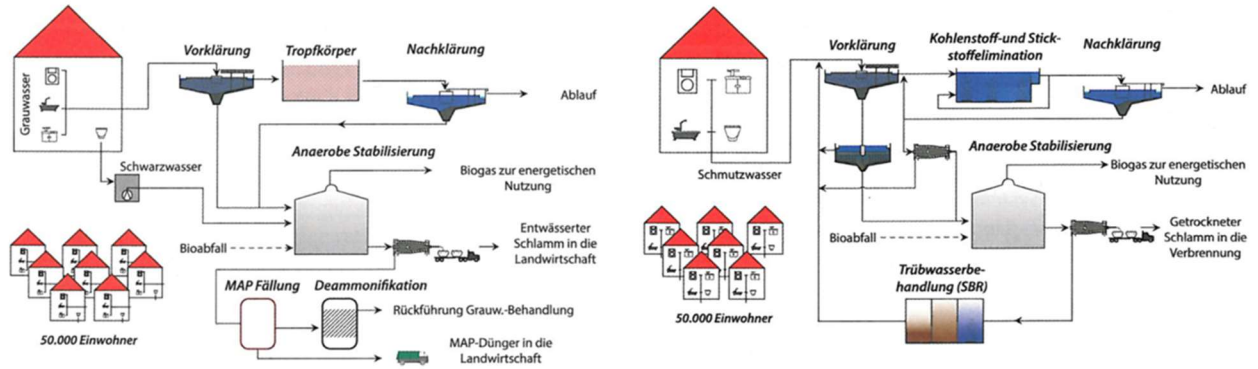 Vorklärung
Tropfkörper
Nachklärung
Grauwasser
Ablauf
Anaerobe Stabilisierung
Schwarzwasser
Biogas zur energetischen
Nutzung
Bioabfall
Entwässerter
Schlamm in die
Landwirtschaft
MAP Fällung
Deammonifikation
Rückführung Grauw.-Behandlung
50.000 Einwohner
MAP-Dünger in die
Landwirtschaft
Vorklärung
Kohlenstoff-und Stick-
stoffelimination
Nachklärung
Ablauf
Anaerobe Stabilisierung
Schmutzwasser
Biogas zur energetischen
Nutzung
Bioabfall
Getrockneter
Schlamm in die
Verbrennung
Trübwasserbe-
handlung (SBR)
50.000 Einwohner